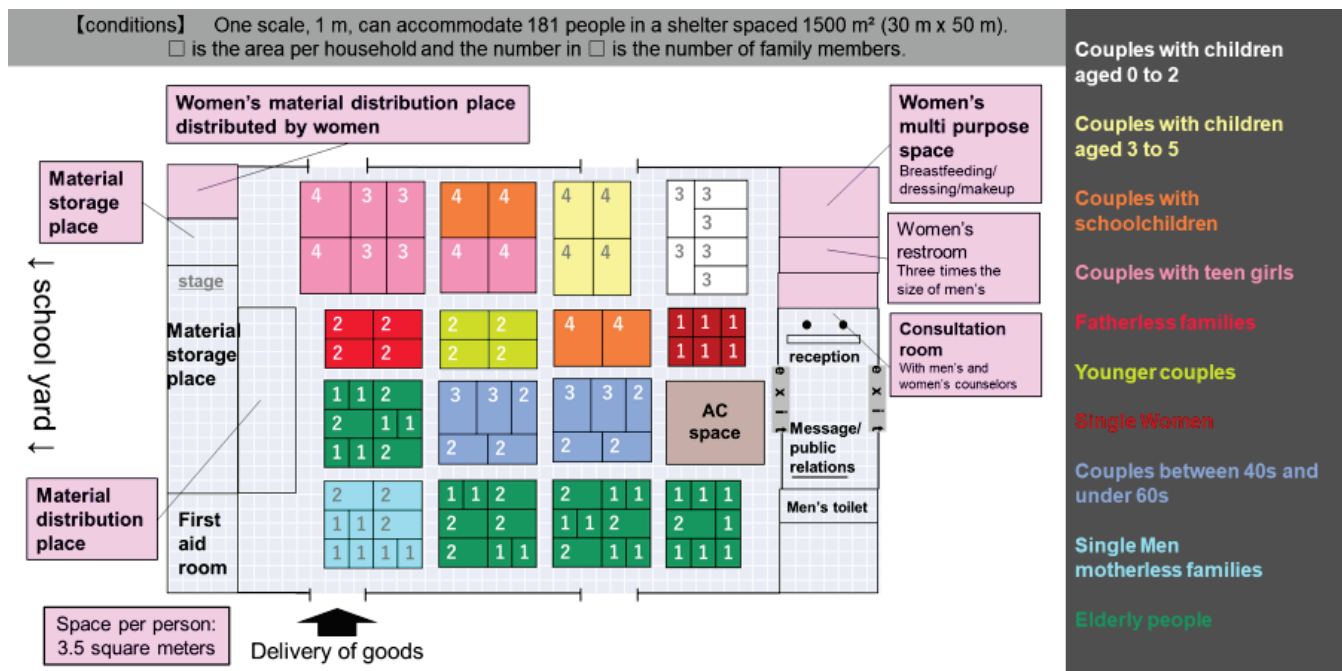 【conditions】 One scale, 1 m, can accommodate 181 people in a shelter spaced 1500 m² (30 m x 50 m).
□ is the area per household and the number in □ is the number of family members.
Women's material distribution place
distributed by women
Material
storage
place
Women's
multi purpose
space
Breastfeeding/
dressing/makeup
Women's
restroom
Three times the
size of men's
Consultation
room
With men's and
women's counselors
← school yard ←
stage
Material
storage
place
Material
distribution
place
First
aid
room
4 3 3
4 3 3
4 4
4 4
4 4
4 4
3 3
3
3 3
3
2 2
2 2
2 2
2 2
4 4
1 1 1
1 1 1
1 1 2
2 1 1
1 1 2
3 3 2
2 2
3 3 2
2 2
AC
space
2 2
1 1 2
1 1 1 1
1 1 2
2 2
2 1 1
2 1 1
1 1 2
2 1 1
1 1 1
2 1
1 1 1
reception
exit
exit
Message/
public
relations
Men's toilet
Space per person:
3.5 square meters
Delivery of goods
Couples with children
aged 0 to 2
Couples with children
aged 3 to 5
Couples with
schoolchildren
Couples with teen girls
Fatherless families
Younger couples
Single Women
Couples between 40s and
under 60s
Single Men
motherless families
Elderly people